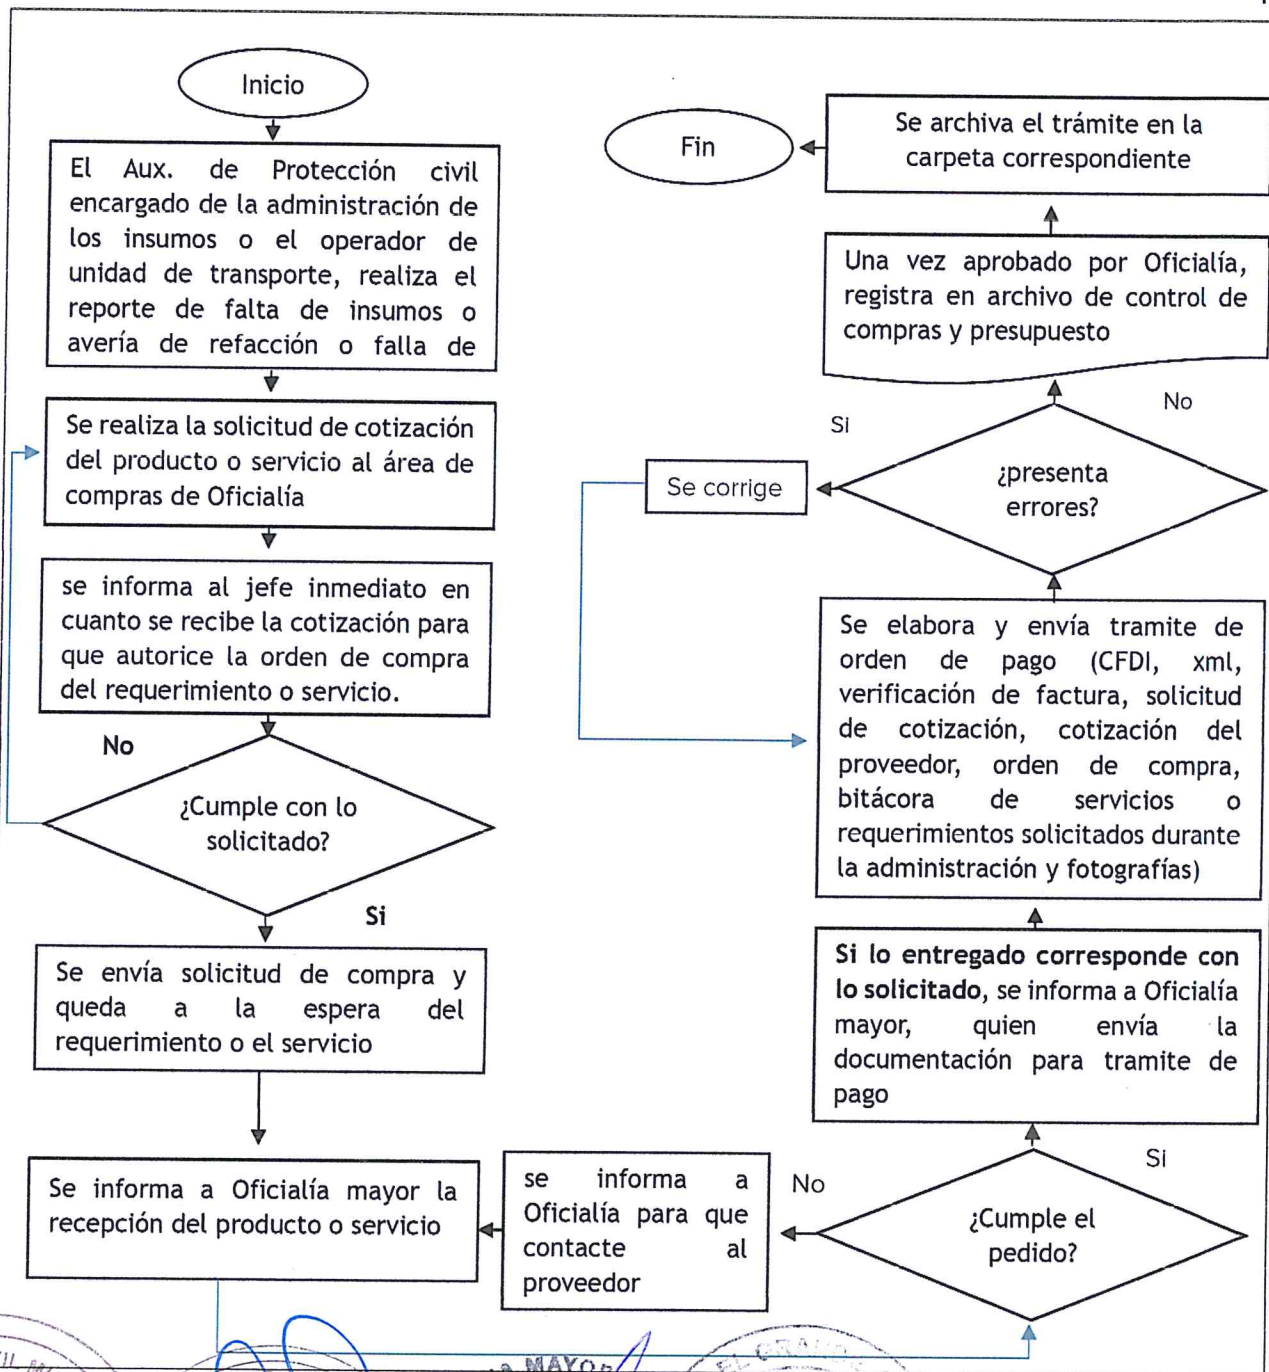 Inicio
El Aux. de Protección civil
encargado de la administración de
los insumos o el operador de
unidad de transporte, realiza el
reporte de falta de insumos o
avería de refacción o falla de
Se realiza la solicitud de cotización
del producto o servicio al área de
compras de Oficialía
se informa al jefe inmediato en
cuanto se recibe la cotización para
que autorice la orden de compra
del requerimiento o servicio.
No
¿Cumple con lo
solicitado?
Si
Se envía solicitud de compra y
queda a la espera del
requerimiento o el servicio
Se informa a Oficialía mayor la
recepción del producto o servicio
se informa a
Oficialía para que
contacte al
proveedor
No
¿Cumple el
pedido?
Si
Si lo entregado corresponde con
lo solicitado, se informa a Oficialía
mayor, quien envía la
documentación para tramite de
pago
Se elabora y envía tramite de
orden de pago (CFDI, xml,
verificación de factura, solicitud
de cotización, cotización del
proveedor, orden de compra,
bitácora de servicios o
requerimientos solicitados durante
la administración y fotografías)
¿presenta
errores?
Si
Se corrige
No
Una vez aprobado por Oficialía,
registra en archivo de control de
compras y presupuesto
Se archiva el trámite en la
carpeta correspondiente
Fin
MAYOR